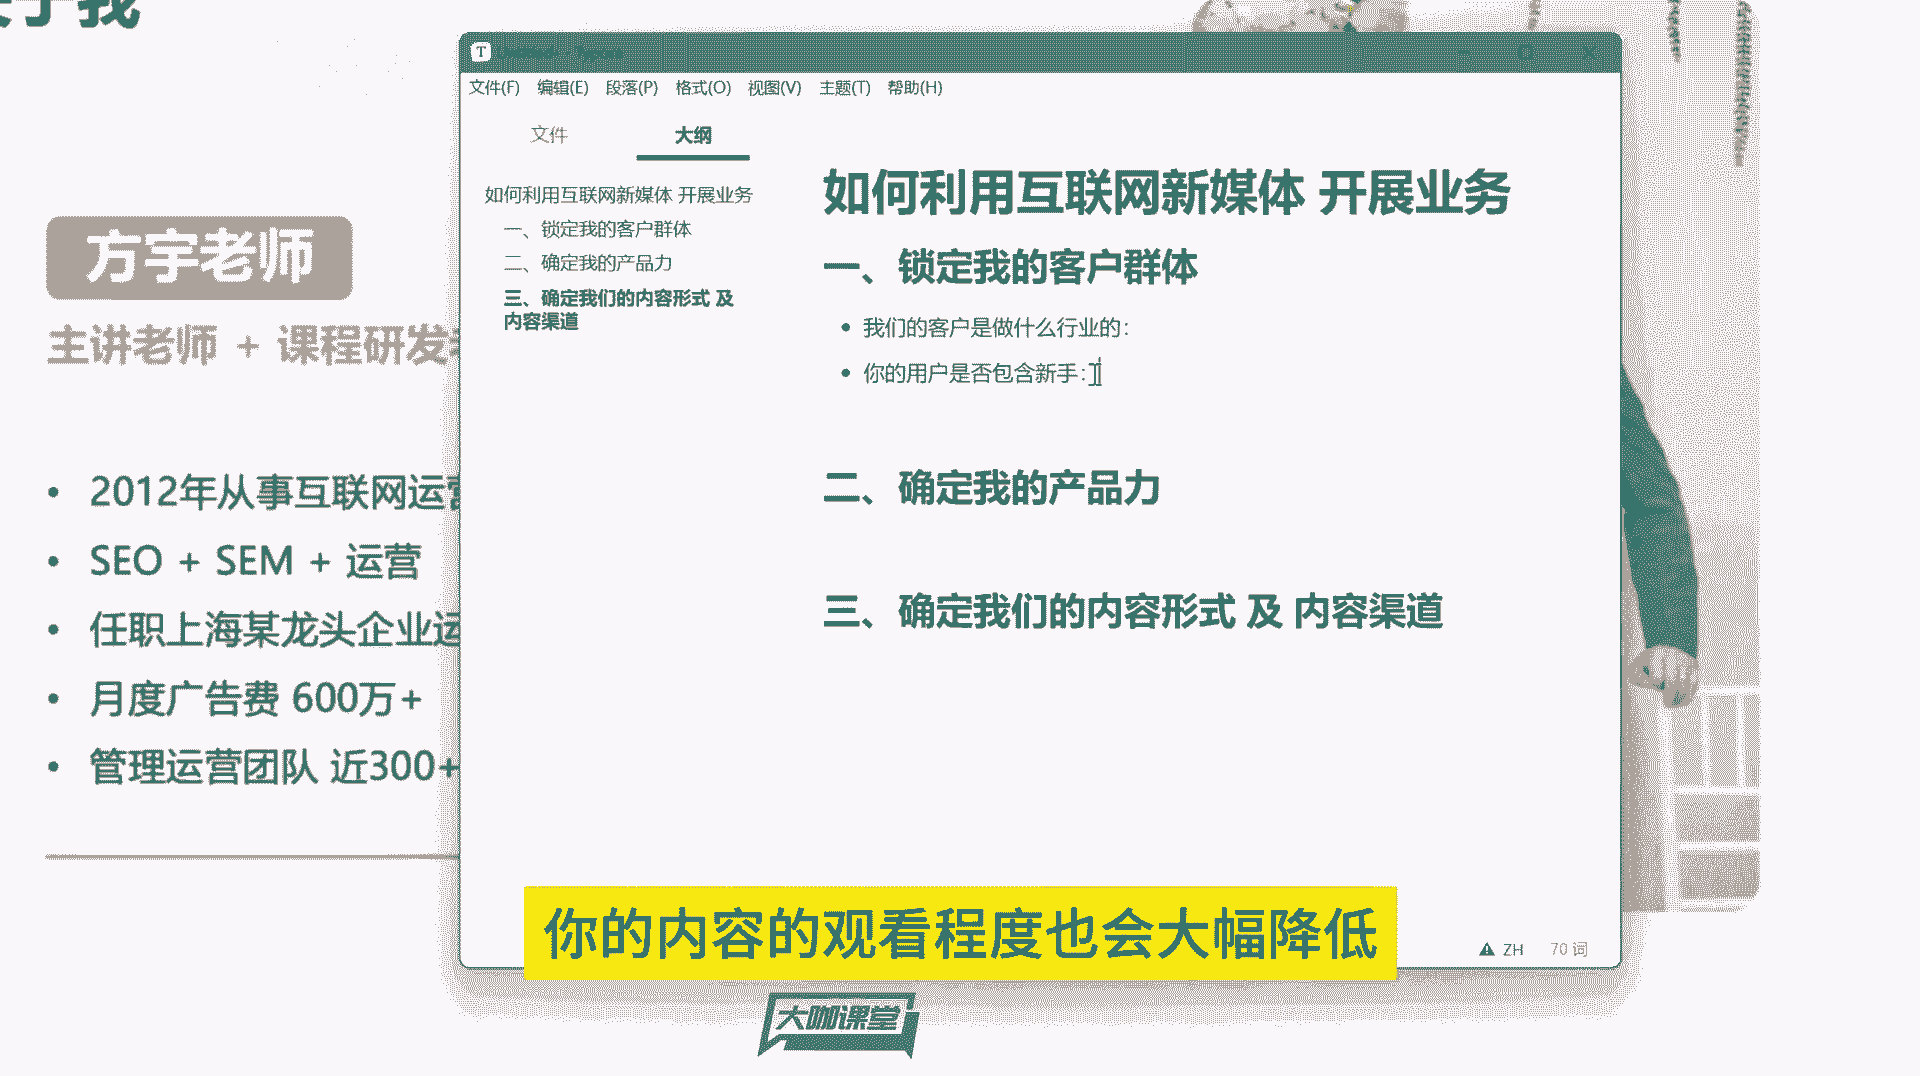 方宇老师
主讲老师 + 课程研发
2012年从事互联网运营
SEO + SEM + 运营
任职上海某龙头企业运
月度广告费 600万+
管理运营团队 近300+
T
文件(F) 编辑(E) 段落(P) 格式(O) 视图(V) 主题(T) 帮助(H)
文件 大纲
如何利用互联网新媒体 开展业务
一、锁定我的客户群体
二、确定我的产品力
三、确定我们的内容形式 及
内容渠道
如何利用互联网新媒体 开展业务
一、锁定我的客户群体
我们的客户是做什么行业的：
你的用户是否包含新手：
二、确定我的产品力
三、确定我们的内容形式 及 内容渠道
ZH 70 词
你的内容的观看程度也会大幅降低
大咖课堂